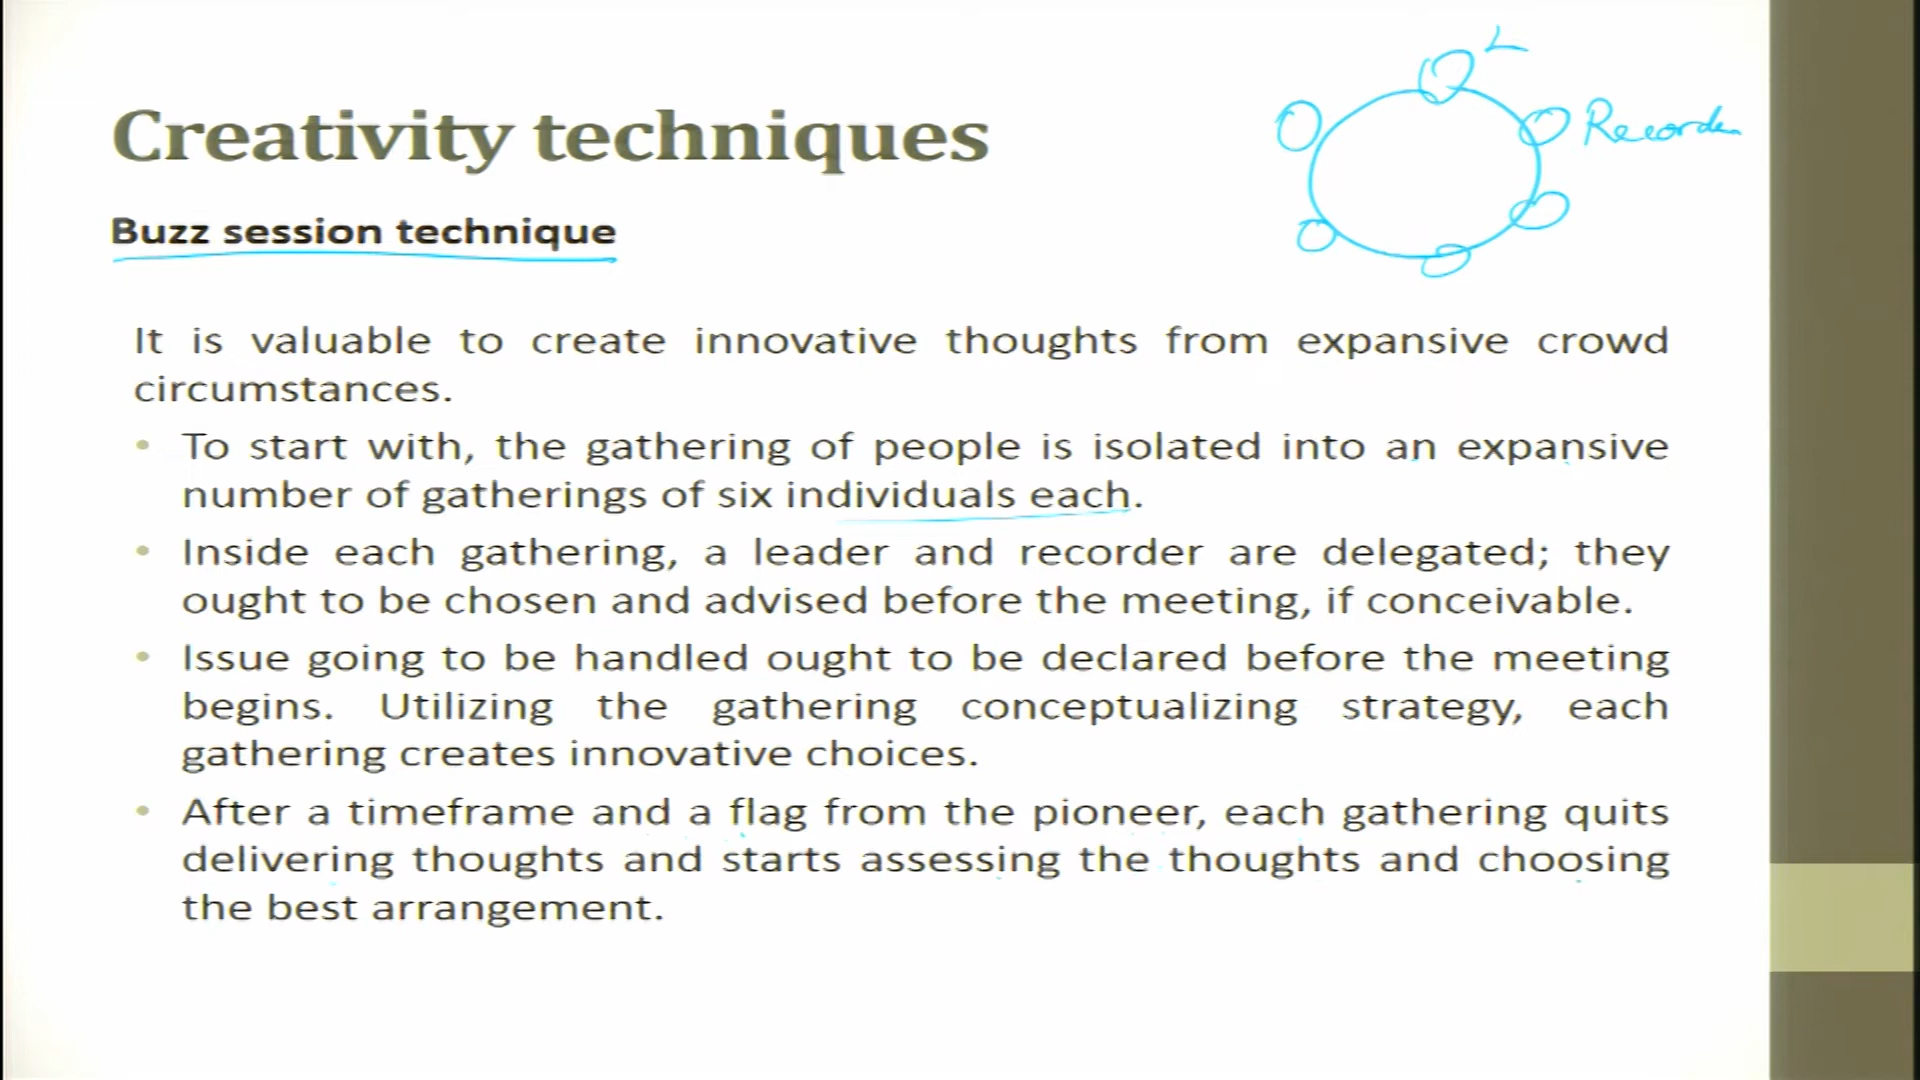 L
Creativity techniques
Recorder
Buzz session technique
It is valuable to create innovative thoughts from expansive crowd
circumstances.
• To start with, the gathering of people is isolated into an expansive
number of gatherings of six individuals each.
• Inside each gathering, a leader and recorder are delegated; they
ought to be chosen and advised before the meeting, if conceivable.
• Issue going to be handled ought to be declared before the meeting
begins. Utilizing the gathering conceptualizing strategy, each
gathering creates innovative choices.
• After a timeframe and a flag from the pioneer, each gathering quits
delivering thoughts and starts assessing the thoughts and choosing
the best arrangement.